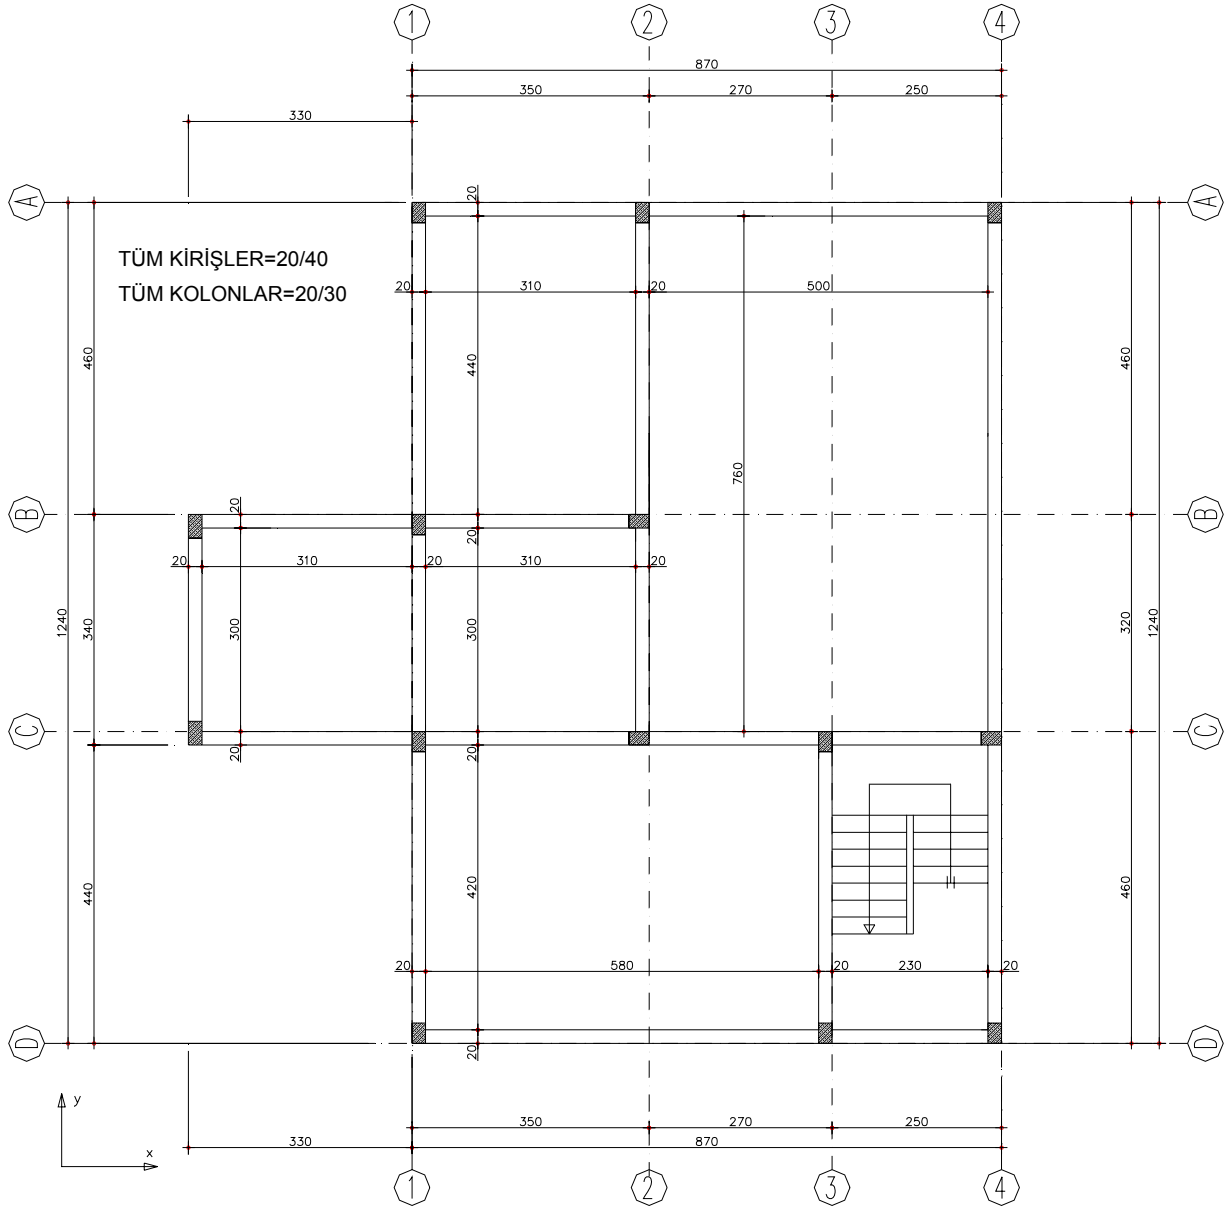 1 2 3 4
870
350 270 250
330
A 20 A
TÜM KİRİŞLER=20/40
TÜM KOLONLAR=20/30
20 310 20 500
460 440 460
760
B 20 B
20
20 310 20 310 20
1240 340 300 300 320 1240
C C
20 20
440 420 460
20 580 20 230 20
D 20 D
y
x
350 270 250
330 870
1 2 3 4